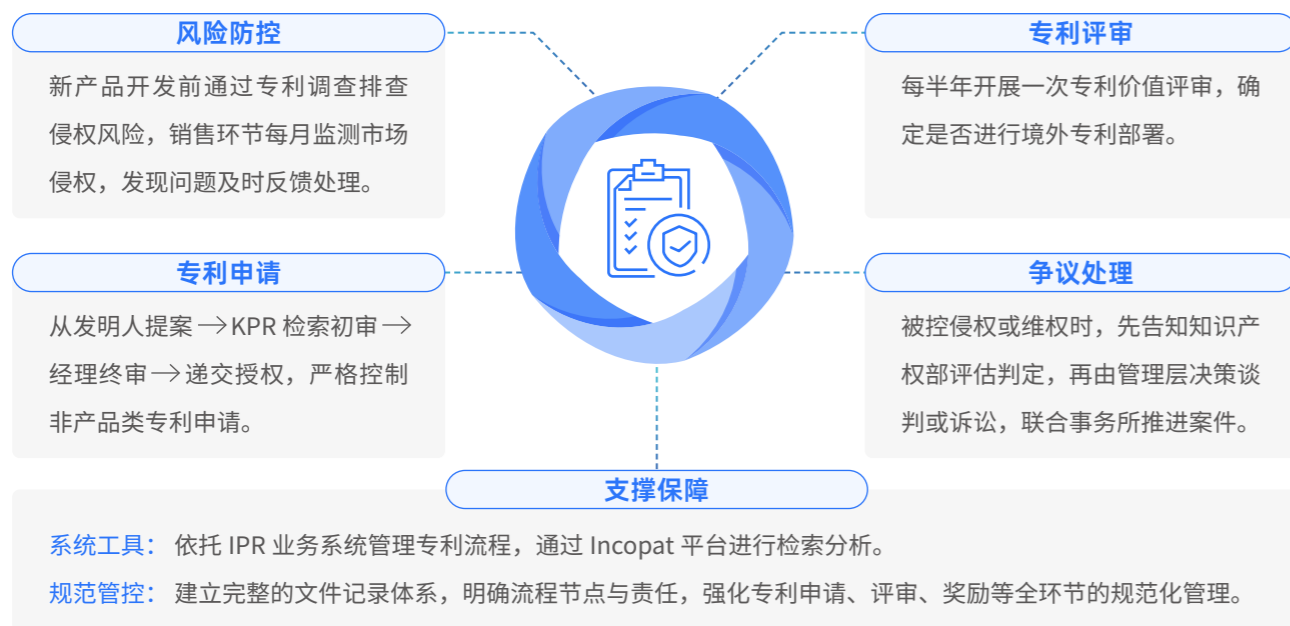 风险防控
新产品开发前通过专利调查排查
侵权风险，销售环节每月监测市场
侵权，发现问题及时反馈处理。
专利评审
每半年开展一次专利价值评审，确
定是否进行境外专利部署。
专利申请
从发明人提案→KPR 检索初审→
经理终审→递交授权，严格控制
非产品类专利申请。
争议处理
被控侵权或维权时，先告知知识产
权部评估判定，再由管理层决策谈
判或诉讼，联合事务所推进案件。
支撑保障
系统工具： 依托 IPR 业务系统管理专利流程，通过 Incopat 平台进行检索分析。
规范管控： 建立完整的文件记录体系，明确流程节点与责任，强化专利申请、评审、奖励等全环节的规范化管理。